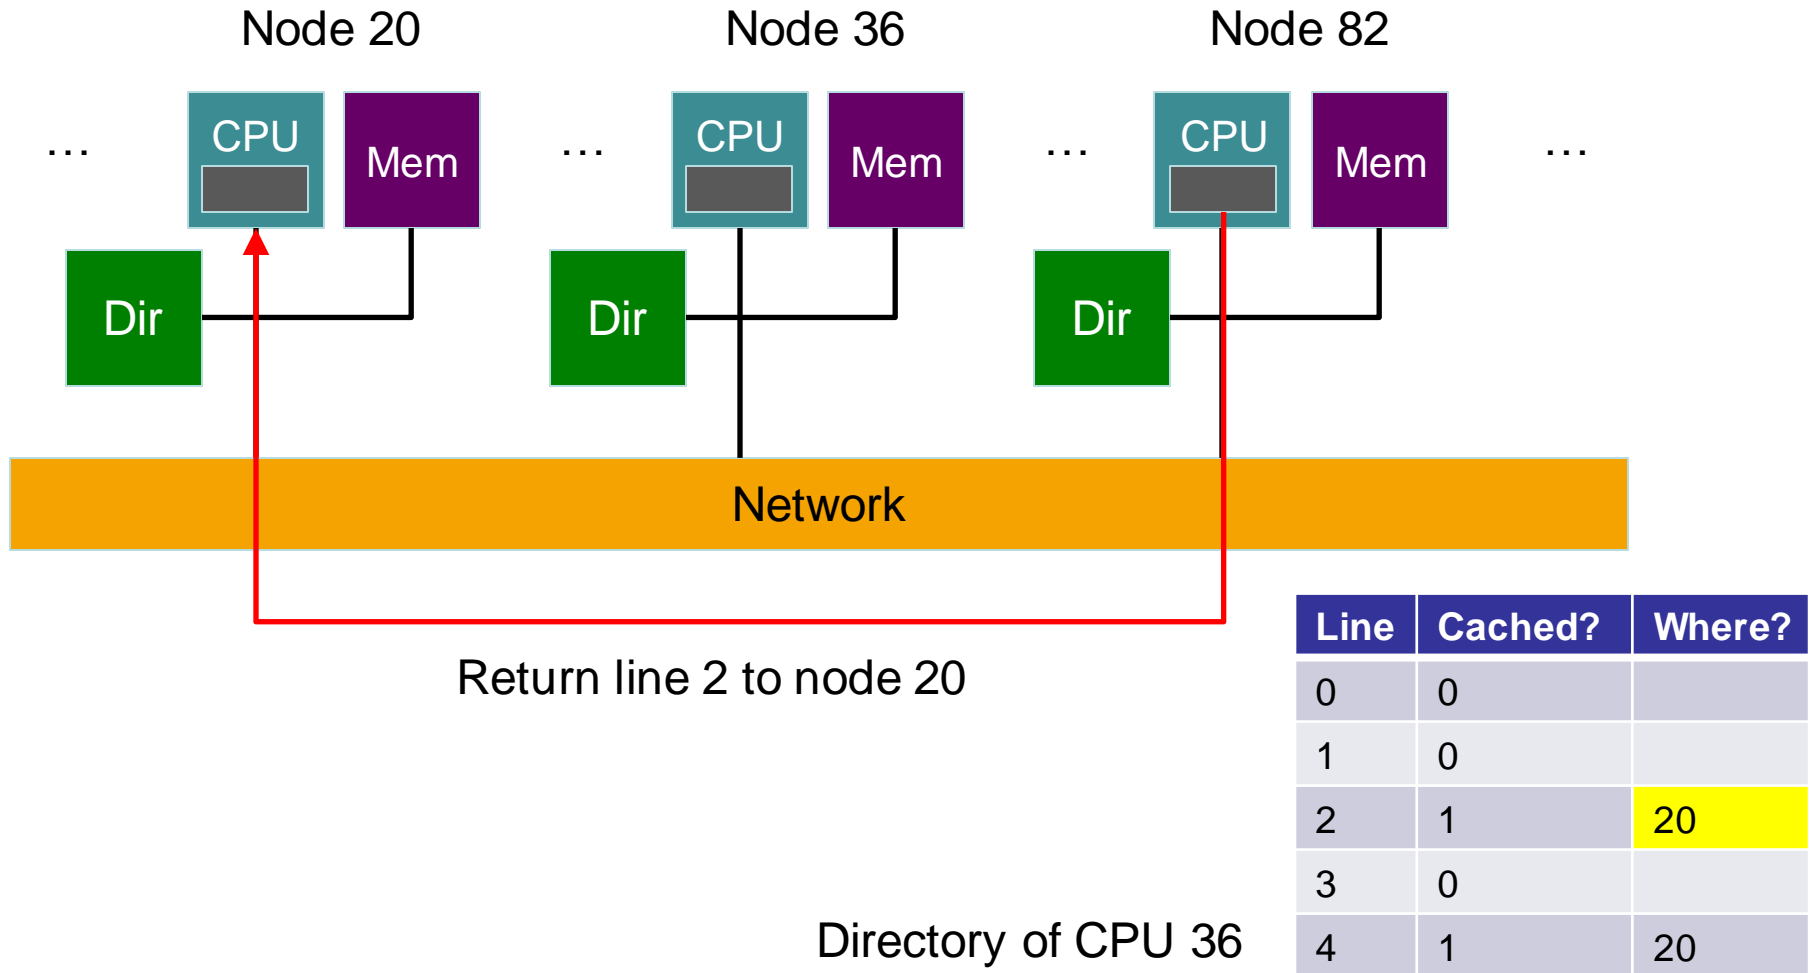 Node 20 Node 36 Node 82
… CPU Mem … CPU Mem … CPU Mem …
Dir Dir Dir
Network
Return line 2 to node 20
Line Cached? Where?
0 0
1 0
2 1 20
3 0
4 1 20
Directory of CPU 36